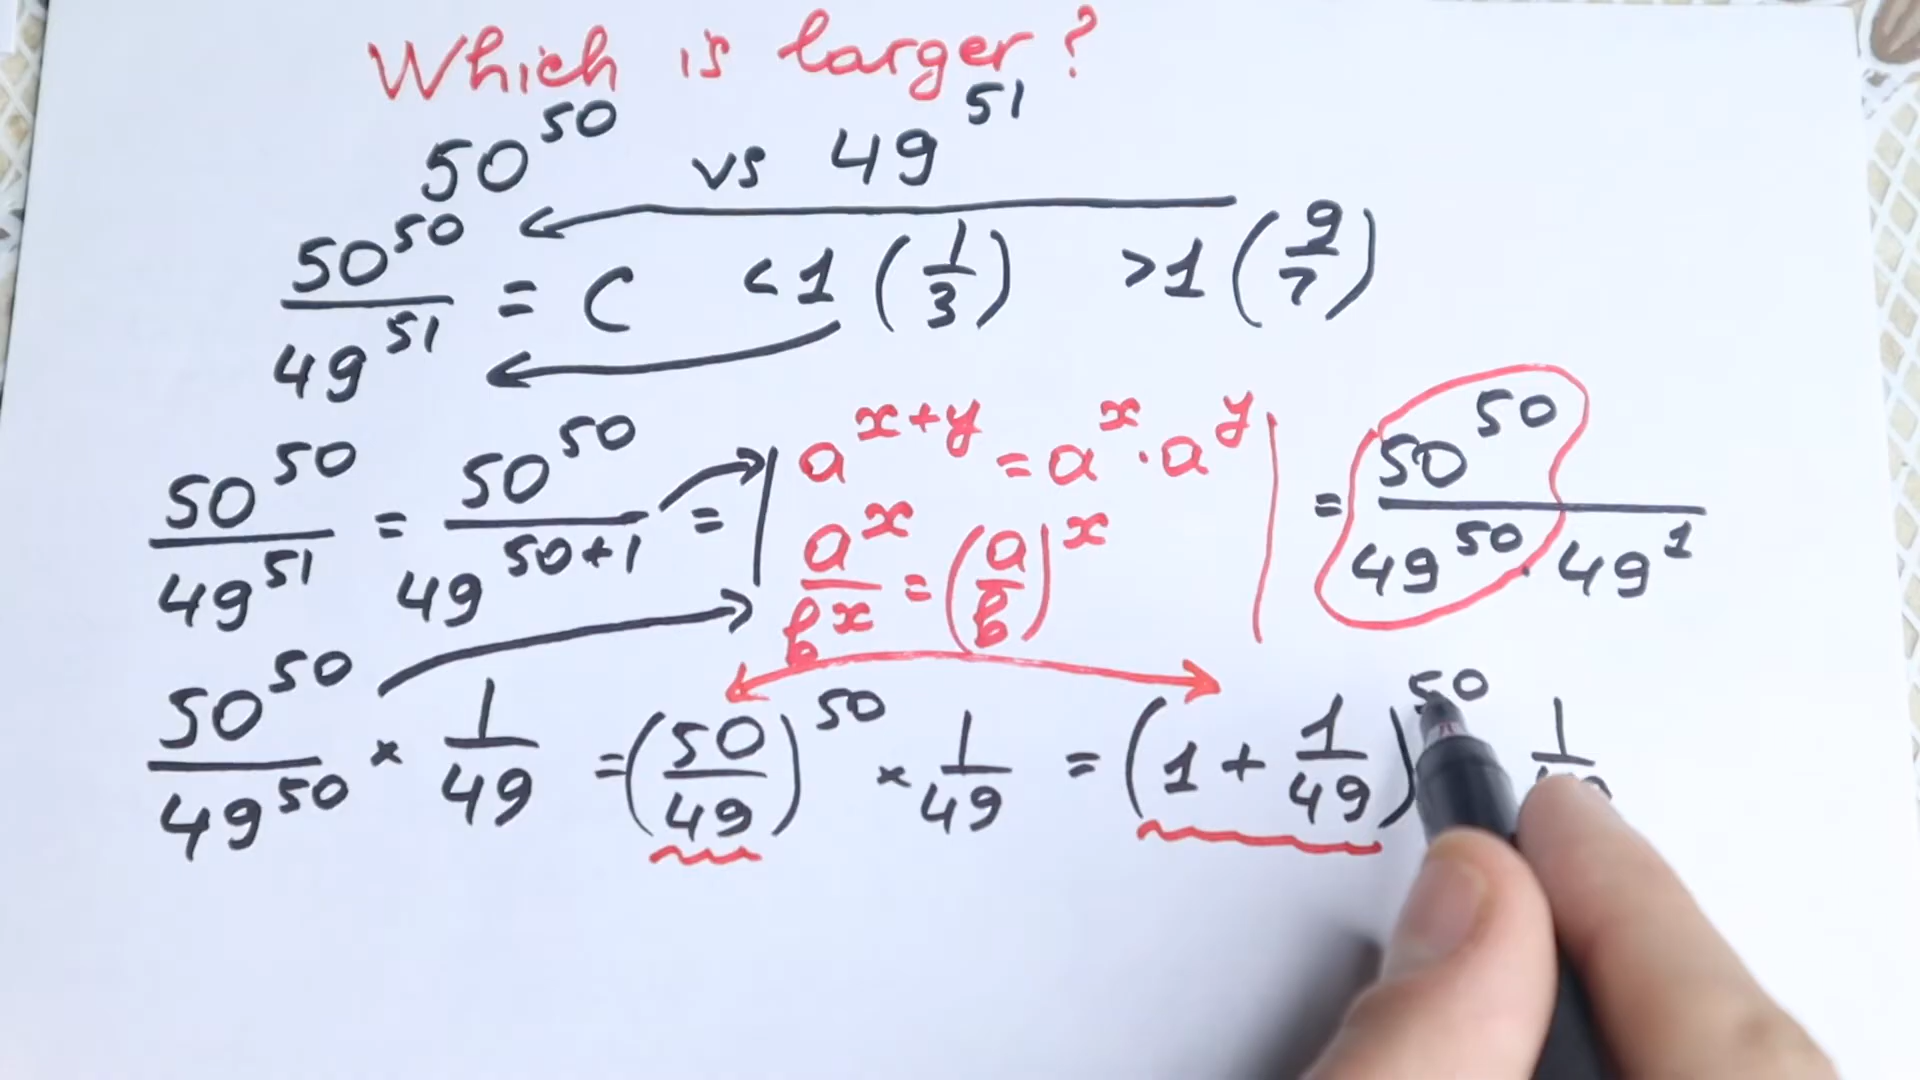 Which is larger?
50^50 vs 49^51
50^50/49^51 = C <1 (1/3) >1 (9/7)
50^50/49^51 = 50^50/49^(50+1) = | a^(x+y) = a^x · a^y | = 50^50/(49^50 · 49^1)
a^x/b^x = (a/b)^x
50^50/49^50 × 1/49 = (50/49)^50 × 1/49 = (1 + 1/49)^50 1/